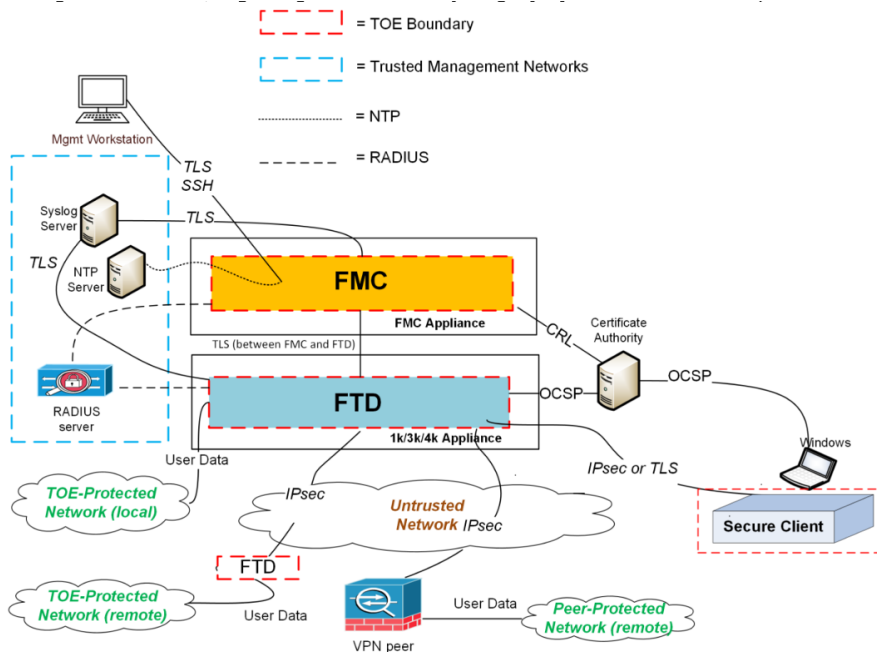 = TOE Boundary
= Trusted Management Networks
= NTP
= RADIUS
Mgmt Workstation
TLS
SSH
Syslog
Server
TLS
TLS
NTP
Server
FMC
FMC Appliance
TLS (between FMC and FTD)
CRL
Certificate
Authority
OCSP
RADIUS
server
FTD
1k/3k/4k Appliance
OCSP
Windows
User Data
IPsec or TLS
TOE-Protected
Network (local)
IPsec
Untrusted
Network
IPsec
Secure Client
FTD
TOE-Protected
Network (remote)
User Data
VPN peer
User Data
Peer-Protected
Network (remote)